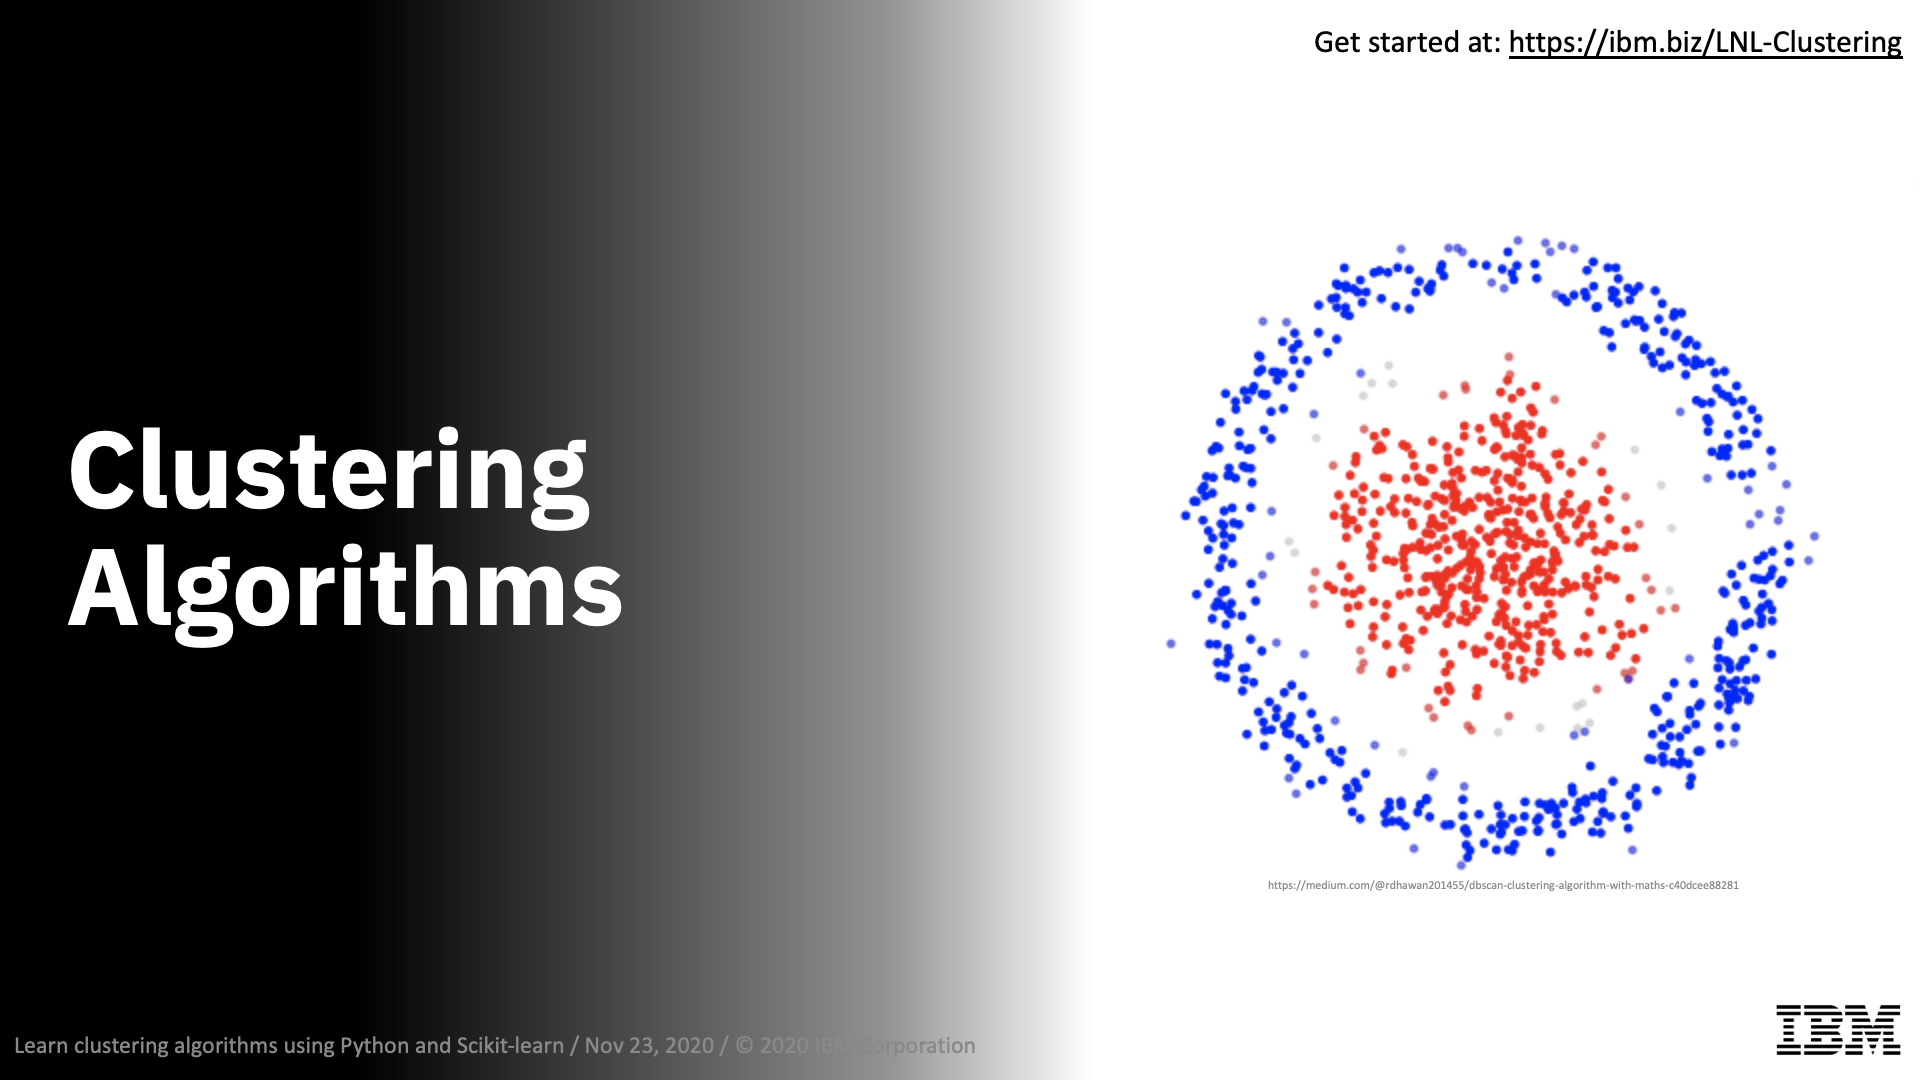 Get started at: https://ibm.biz/LNL-Clustering
Clustering
Algorithms
https://medium.com/@rdhawan201455/dbscan-clustering-algorithm-with-maths-c40dcee88281
Learn clustering algorithms using Python and Scikit-learn / Nov 23, 2020 / © 2020 IBM Corporation
IBM